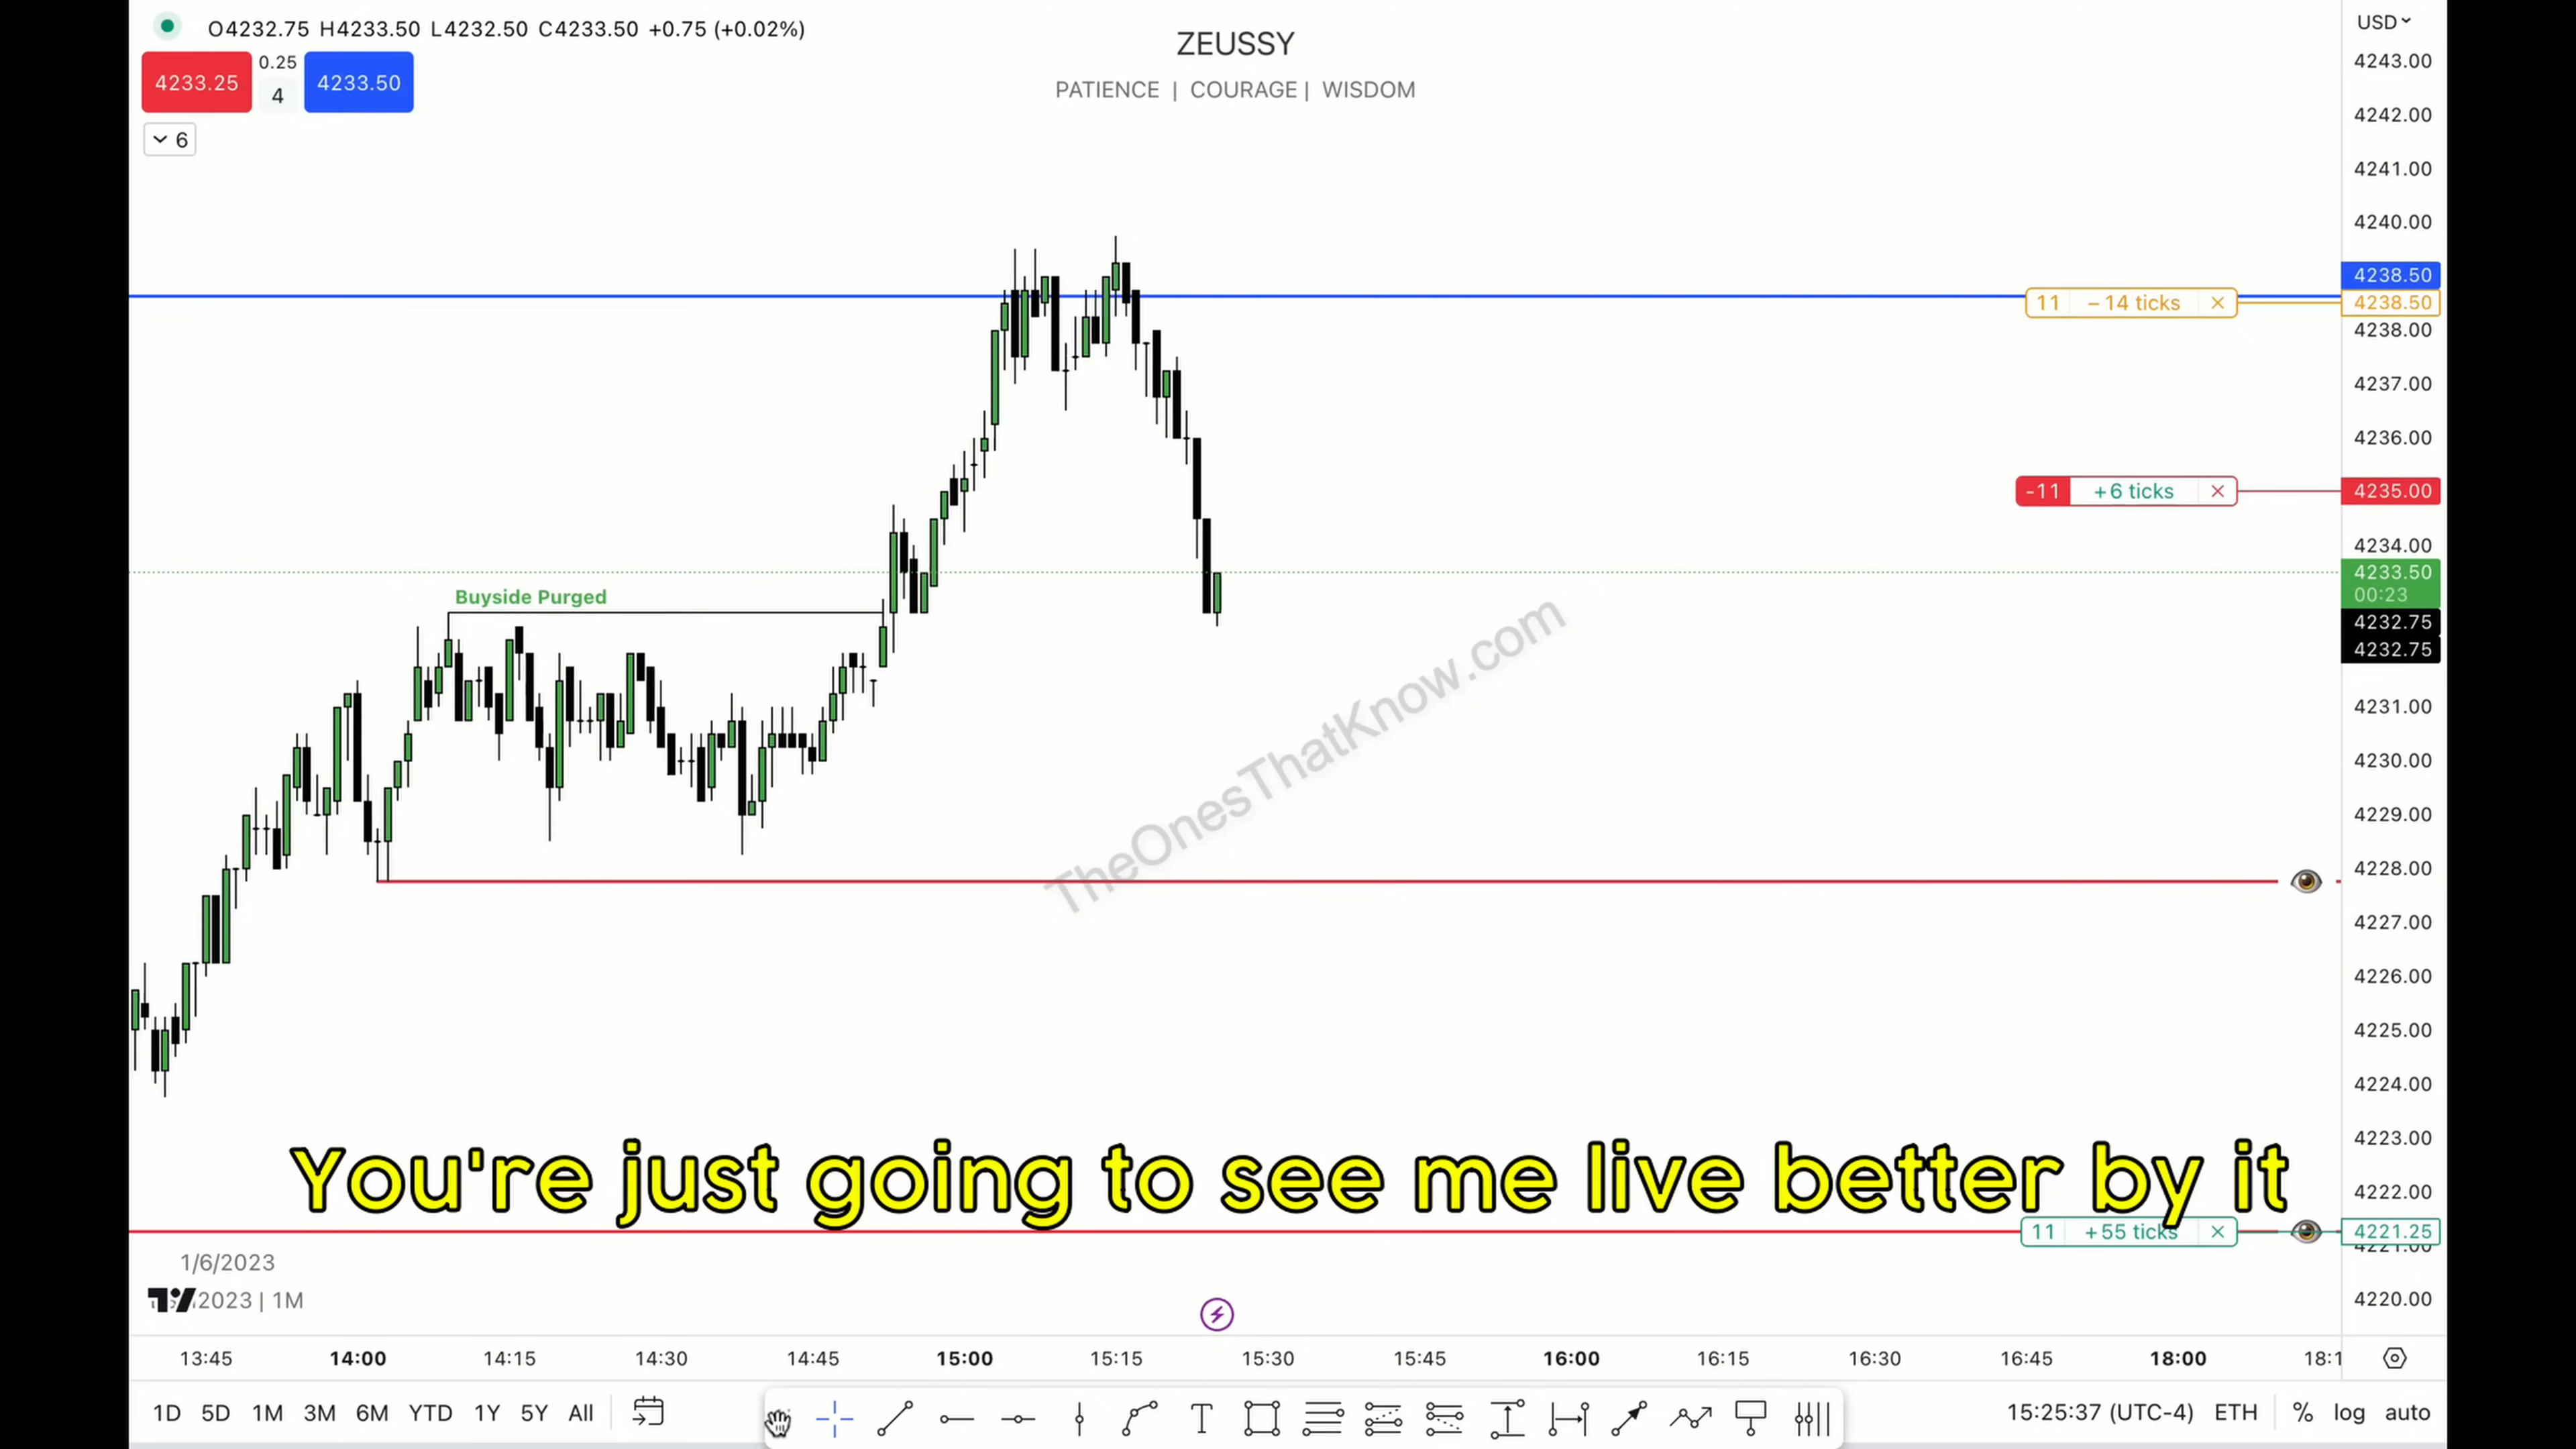 O4232.75 H4233.50 L4232.50 C4233.50 +0.75 (+0.02%)
4233.25
0.25
4
4233.50
6
ZEUSSY
PATIENCE | COURAGE | WISDOM
USD
4243.00
4242.00
4241.00
4240.00
4238.50
11 −14 ticks
4238.50
4238.00
4237.00
4236.00
-11 +6 ticks
4235.00
4234.00
4233.50
00:23
4232.75
4232.75
Buyside Purged
4231.00
4230.00
4229.00
4228.00
4227.00
4226.00
4225.00
4224.00
4223.00
4222.00
TheOnesThatKnow.com
You're just going to see me live better by it
11 +55 ticks
4221.25
4221.00
4220.00
1/6/2023
2023 | 1M
13:45 14:00 14:15 14:30 14:45 15:00 15:15 15:30 15:45 16:00 16:15 16:30 16:45 18:00 18:1
1D 5D 1M 3M 6M YTD 1Y 5Y All
15:25:37 (UTC-4) ETH % log auto